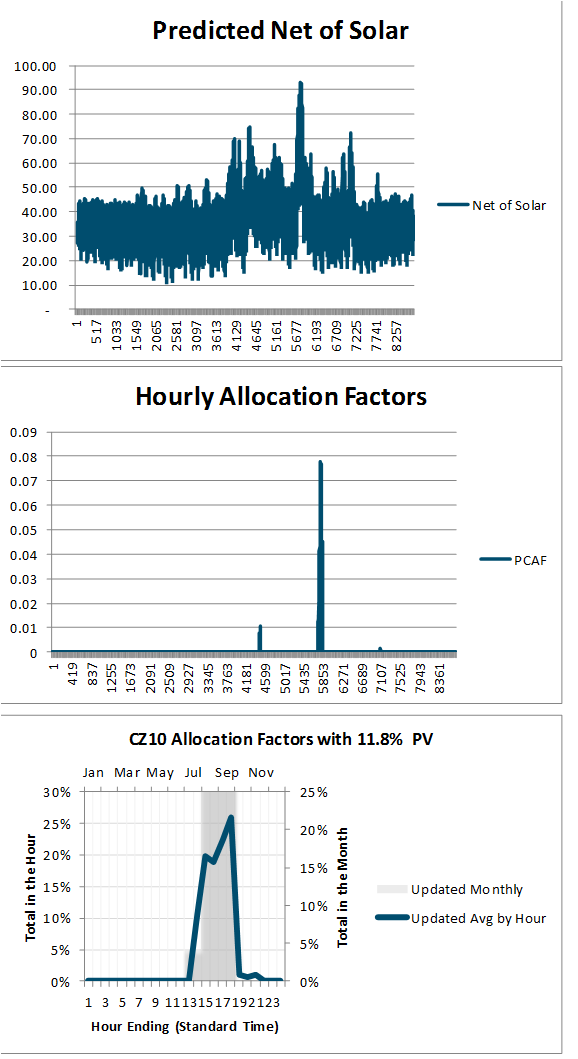 Predicted Net of Solar
100.00
90.00
80.00
70.00
60.00
50.00
40.00
30.00
20.00
10.00
-
1 517 1033 1549 2065 2581 3097 3613 4129 4645 5161 5677 6193 6709 7225 7741 8257
Net of Solar
Hourly Allocation Factors
0.09
0.08
0.07
0.06
0.05
0.04
0.03
0.02
0.01
0
1 419 837 1255 1673 2091 2509 2927 3345 3763 4181 4599 5017 5435 5853 6271 6689 7107 7525 7943 8361
PCAF
CZ10 Allocation Factors with 11.8% PV
Jan Mar May Jul Sep Nov
30% 25%
25% 20%
20% 15%
15%
10% 10%
5% 5%
0% 0%
Total in the Hour
Total in the Month
1 3 5 7 9 11 13 15 17 19 21 23
Hour Ending (Standard Time)
Updated Monthly
Updated Avg by Hour